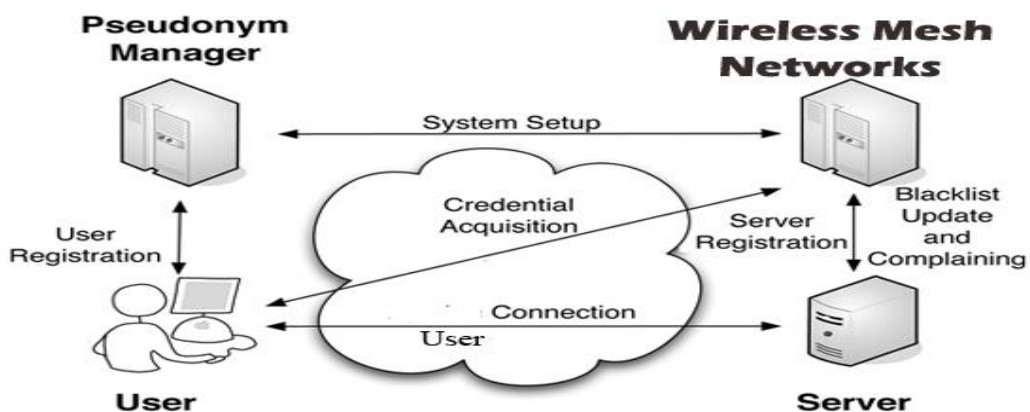 Pseudonym
Manager
Wireless Mesh
Networks
System Setup
Credential
Acquisition
User
Registration
Server
Registration
Blacklist
Update
and
Complaining
Connection
User
User
Server